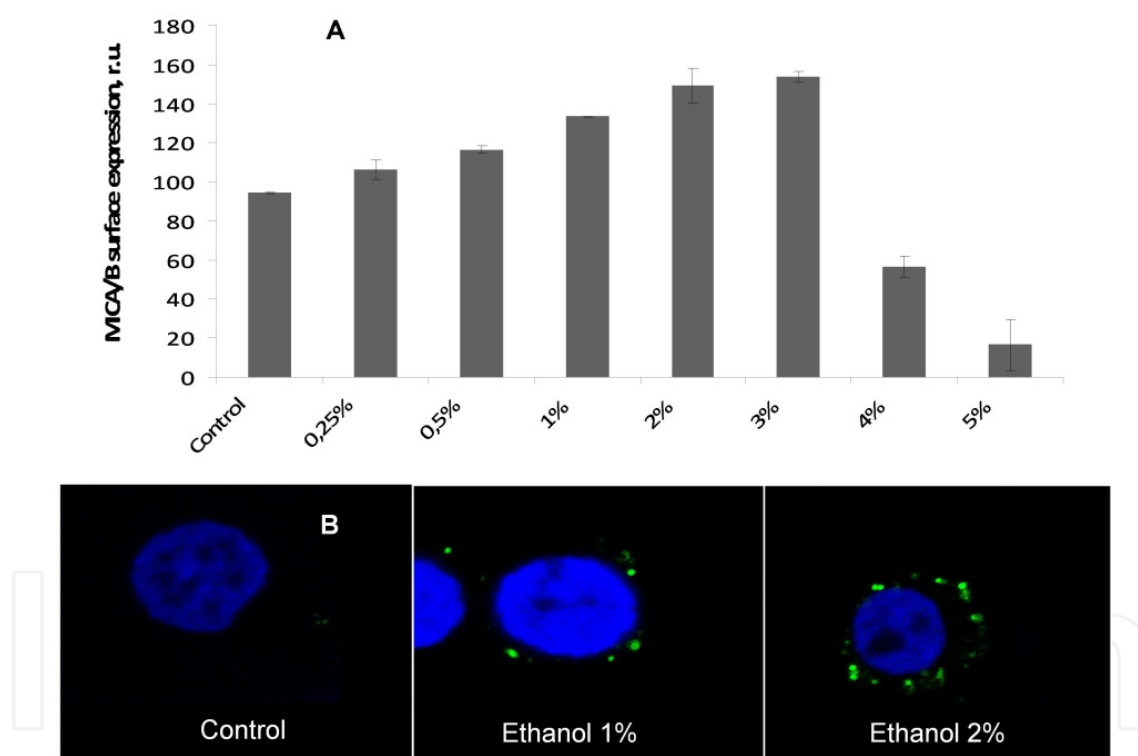 A
MCA/B surface expression, r.u.
180
160
140
120
100
80
60
40
20
0
Control
0,25%
0,5%
1%
2%
3%
4%
5%
B
Control
Ethanol 1%
Ethanol 2%